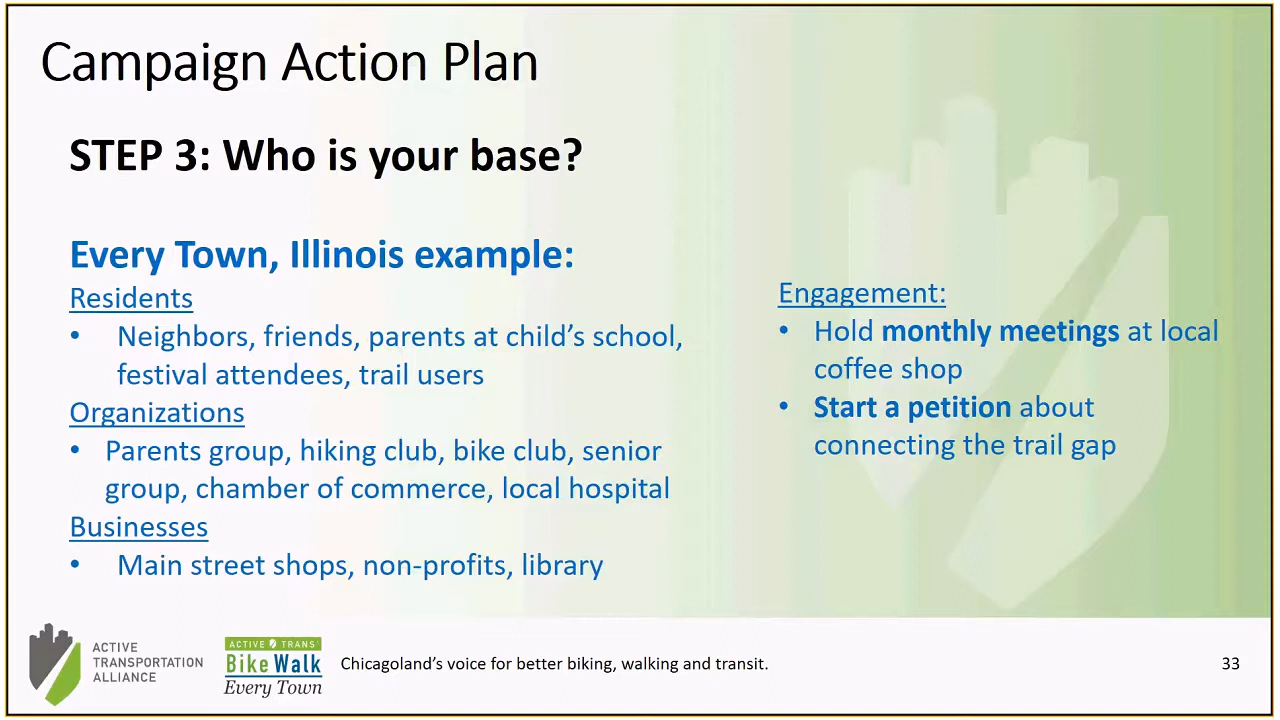 Campaign Action Plan
STEP 3: Who is your base?
Every Town, Illinois example:
Residents
• Neighbors, friends, parents at child’s school,
festival attendees, trail users
Organizations
• Parents group, hiking club, bike club, senior
group, chamber of commerce, local hospital
Businesses
• Main street shops, non-profits, library
Engagement:
• Hold monthly meetings at local
coffee shop
• Start a petition about
connecting the trail gap
ACTIVE
TRANSPORTATION
ALLIANCE
ACTIVE TRANS'
Bike Walk
Every Town
Chicagoland’s voice for better biking, walking and transit.
33